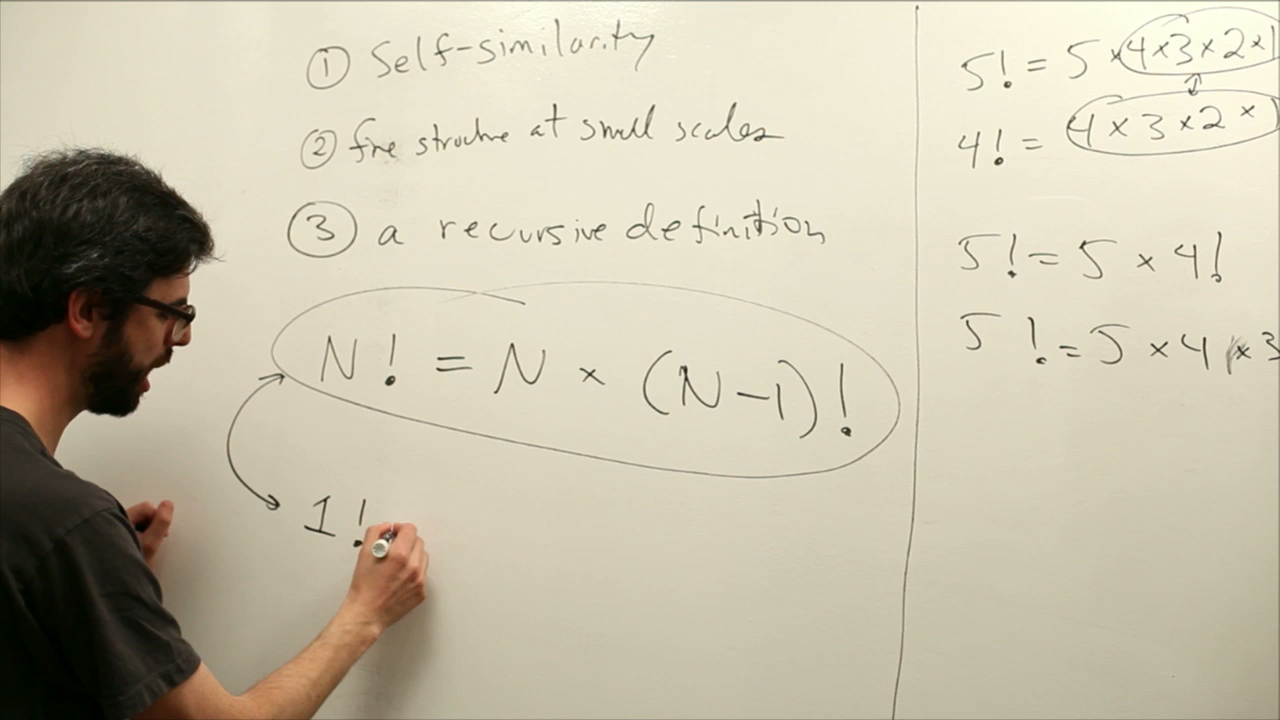 ① Self-similarity
② fine structure at small scales
③ a recursive definition
N! = N × (N-1)!
1!
5! = 5 × 4 × 3 × 2 × 1
4! = 4 × 3 × 2 ×
5! = 5 × 4!
5! = 5 × 4 × 3